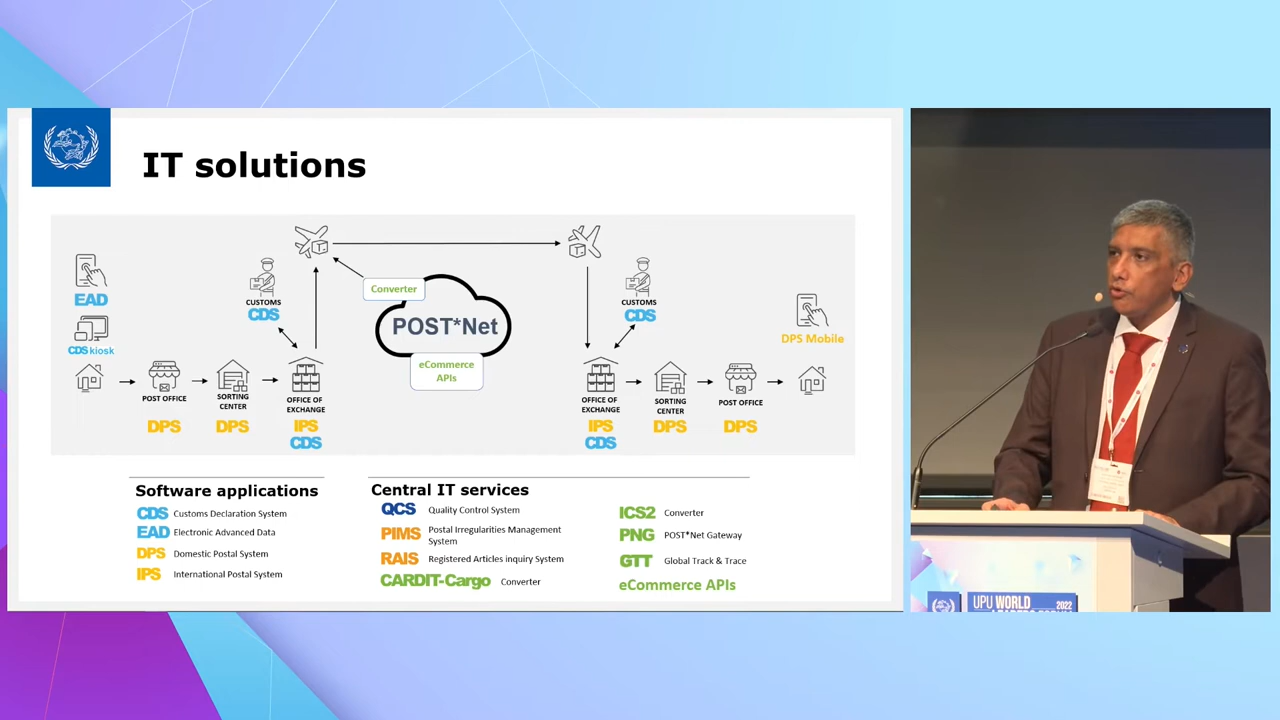 IT solutions
EAD
CDS kiosk
CUSTOMS
CDS
Converter
POST*Net
eCommerce
APIs
CUSTOMS
CDS
DPS Mobile
POST OFFICE
SORTING
CENTER
OFFICE OF
EXCHANGE
OFFICE OF
EXCHANGE
SORTING
CENTER
POST OFFICE
DPS
DPS
IPS
CDS
IPS
CDS
DPS
DPS
Software applications
CDS Customs Declaration System
EAD Electronic Advanced Data
DPS Domestic Postal System
IPS International Postal System
Central IT services
QCS Quality Control System
PIMS Postal Irregularities Management
System
RAIS Registered Articles inquiry System
CARDIT-Cargo Converter
ICS2 Converter
PNG POST*Net Gateway
GTT Global Track & Trace
eCommerce APIs
UPU WORLD 2022